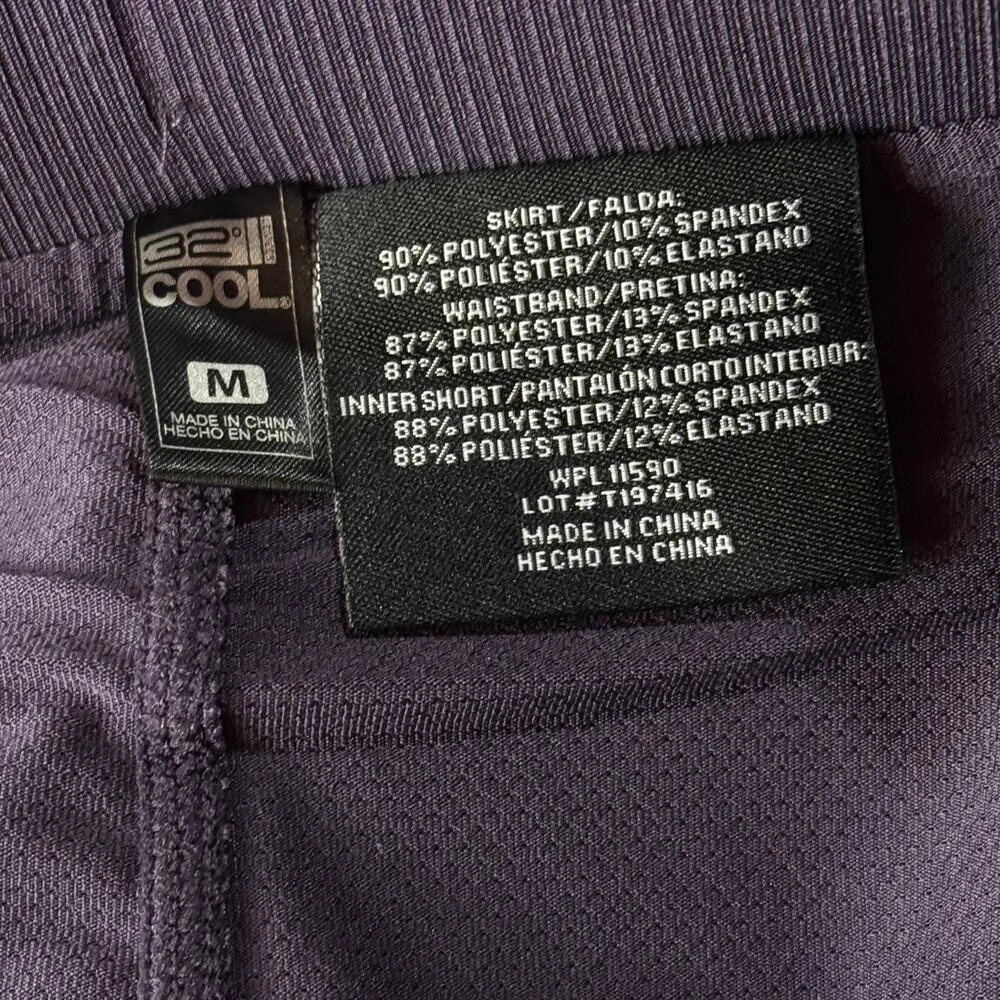 32°
COOL®
M
MADE IN CHINA
HECHO EN CHINA
SKIRT/FALDA:
90% POLYESTER/10% SPANDEX
90% POLIÉSTER/10% ELASTANO
WAISTBAND/PRETINA:
87% POLYESTER/13% SPANDEX
87% POLIÉSTER/13% ELASTANO
INNER SHORT/PANTALÓN CORTO INTERIOR:
88% POLYESTER/12% SPANDEX
88% POLIÉSTER/12% ELASTANO
WPL 11590
LOT#T197416
MADE IN CHINA
HECHO EN CHINA